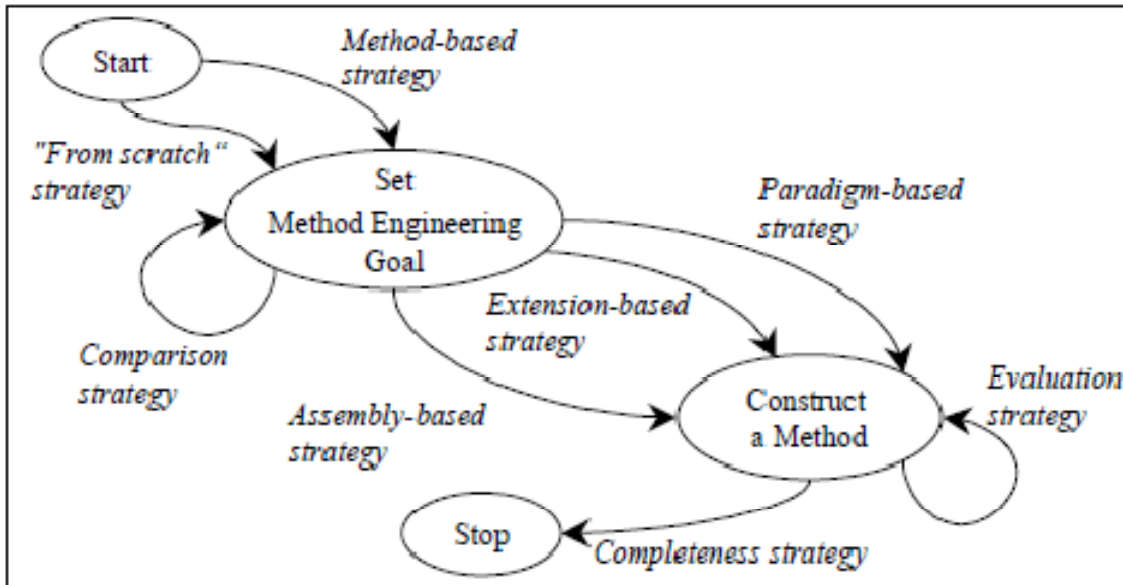 Start
Method-based
strategy
"From scratch“
strategy
Set
Method Engineering
Goal
Paradigm-based
strategy
Extension-based
strategy
Comparison
strategy
Assembly-based
strategy
Construct
a Method
Evaluation
strategy
Stop
Completeness strategy